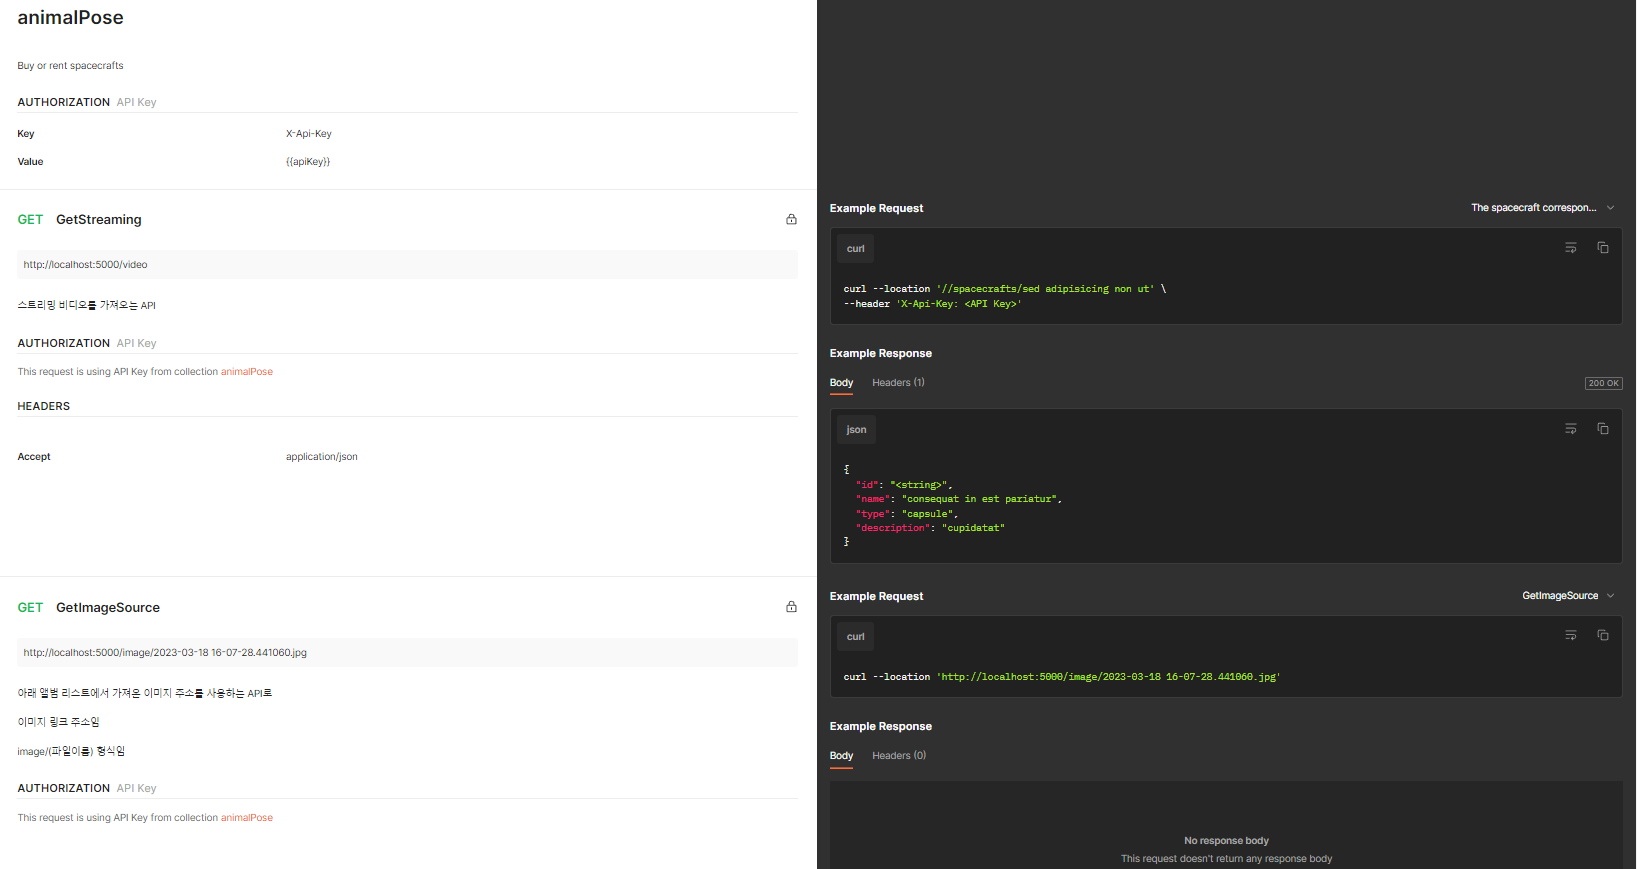 animalPose
Buy or rent spacecrafts
AUTHORIZATION API Key
Key X-Api-Key
Value {{apiKey}}
GET GetStreaming
http://localhost:5000/video
스트리밍 비디오를 가져오는 API
AUTHORIZATION API Key
This request is using API Key from collection animalPose
HEADERS
Accept application/json
GET GetImageSource
http://localhost:5000/image/2023-03-18 16-07-28.441060.jpg
아래 앨범 리스트에서 가져온 이미지 주소를 사용하는 API로
이미지 링크 주소임
image/(파일이름) 형식임
AUTHORIZATION API Key
This request is using API Key from collection animalPose
Example Request The spacecraft correspon...
curl
curl --location '//spacecrafts/sed adipisicing non ut' \
--header 'X-Api-Key: <API Key>'
Example Response
Body Headers (1) 200 OK
json
{
"id": "<string>",
"name": "consequat in est pariatur",
"type": "capsule",
"description": "cupidatat"
}
Example Request GetImageSource
curl
curl --location 'http://localhost:5000/image/2023-03-18 16-07-28.441060.jpg'
Example Response
Body Headers (0)
No response body
This request doesn't return any response body